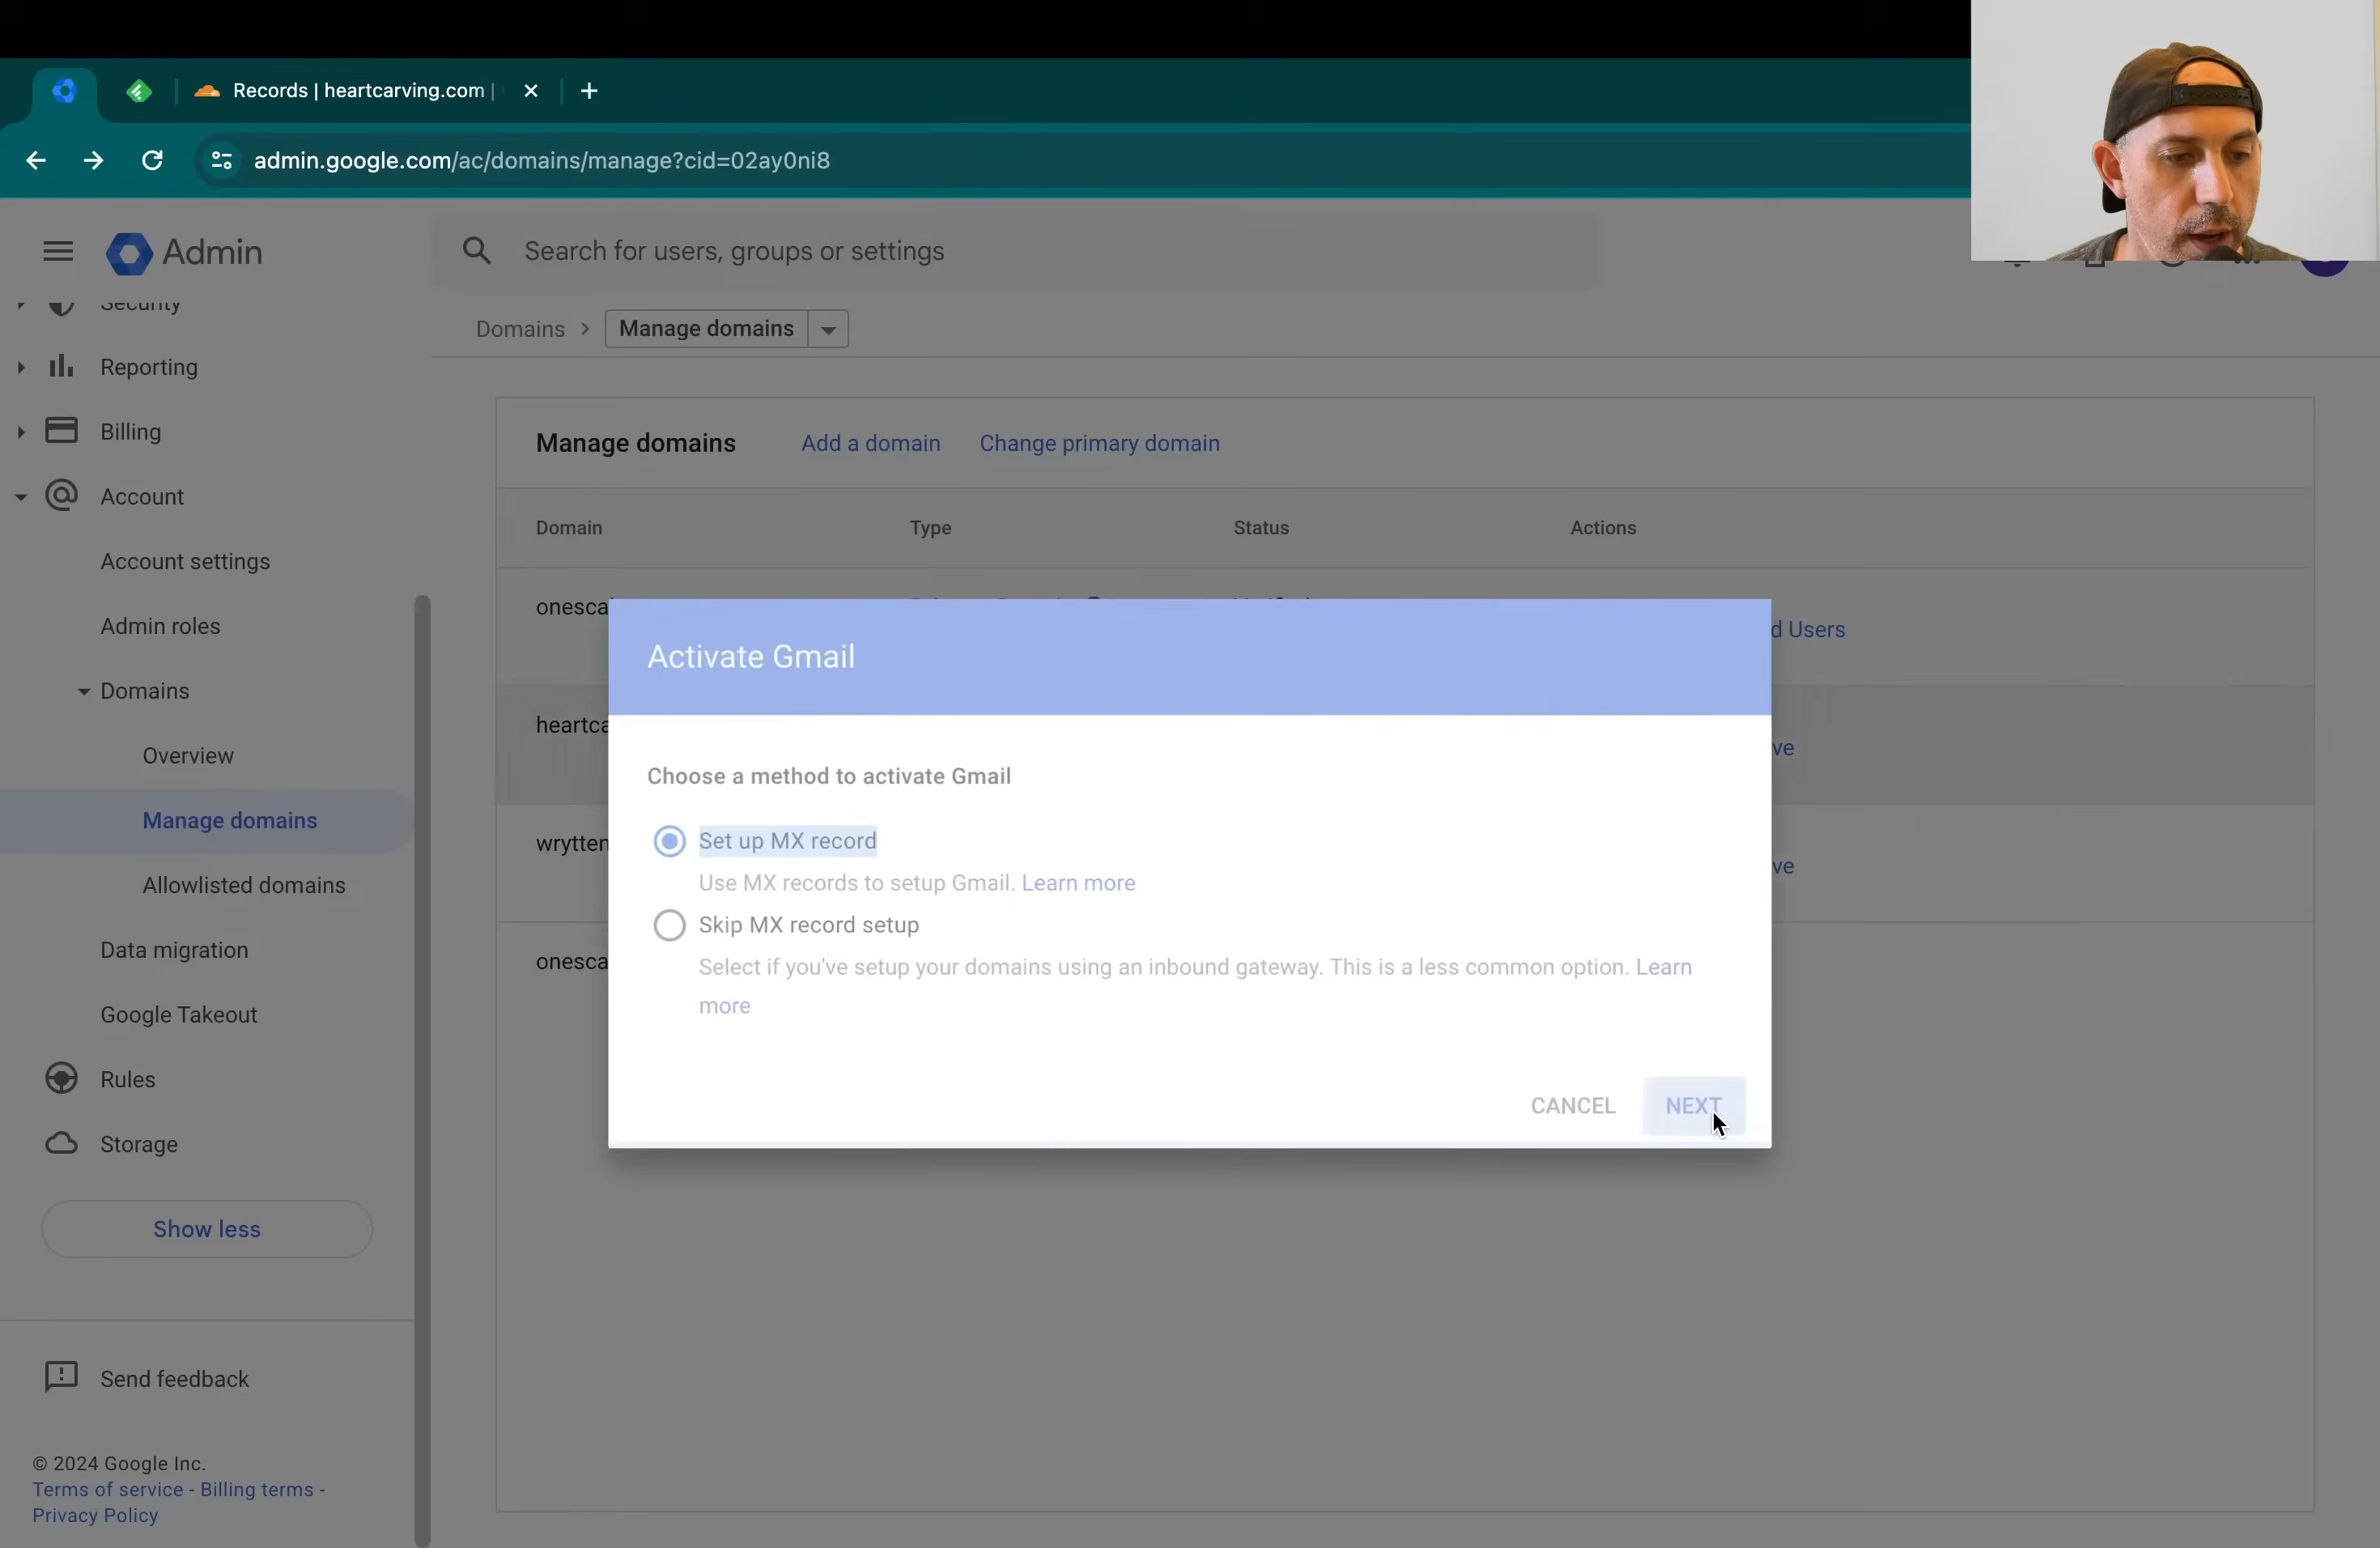 Records | heartcarving.com |
admin.google.com/ac/domains/manage?cid=02ay0ni8
Admin
Search for users, groups or settings
Security
Domains
Manage domains
Reporting
Billing
Account
Account settings
Admin roles
Domains
Overview
Manage domains
Allowlisted domains
Data migration
Google Takeout
Rules
Storage
Show less
Send feedback
© 2024 Google Inc.
Terms of service - Billing terms -
Privacy Policy
Manage domains Add a domain Change primary domain
Domain Type Status Actions
onesca
d Users
heartca
ve
wrytten
ve
onesca
Activate Gmail
Choose a method to activate Gmail
Set up MX record
Use MX records to setup Gmail. Learn more
Skip MX record setup
Select if you've setup your domains using an inbound gateway. This is a less common option. Learn
more
CANCEL NEXT